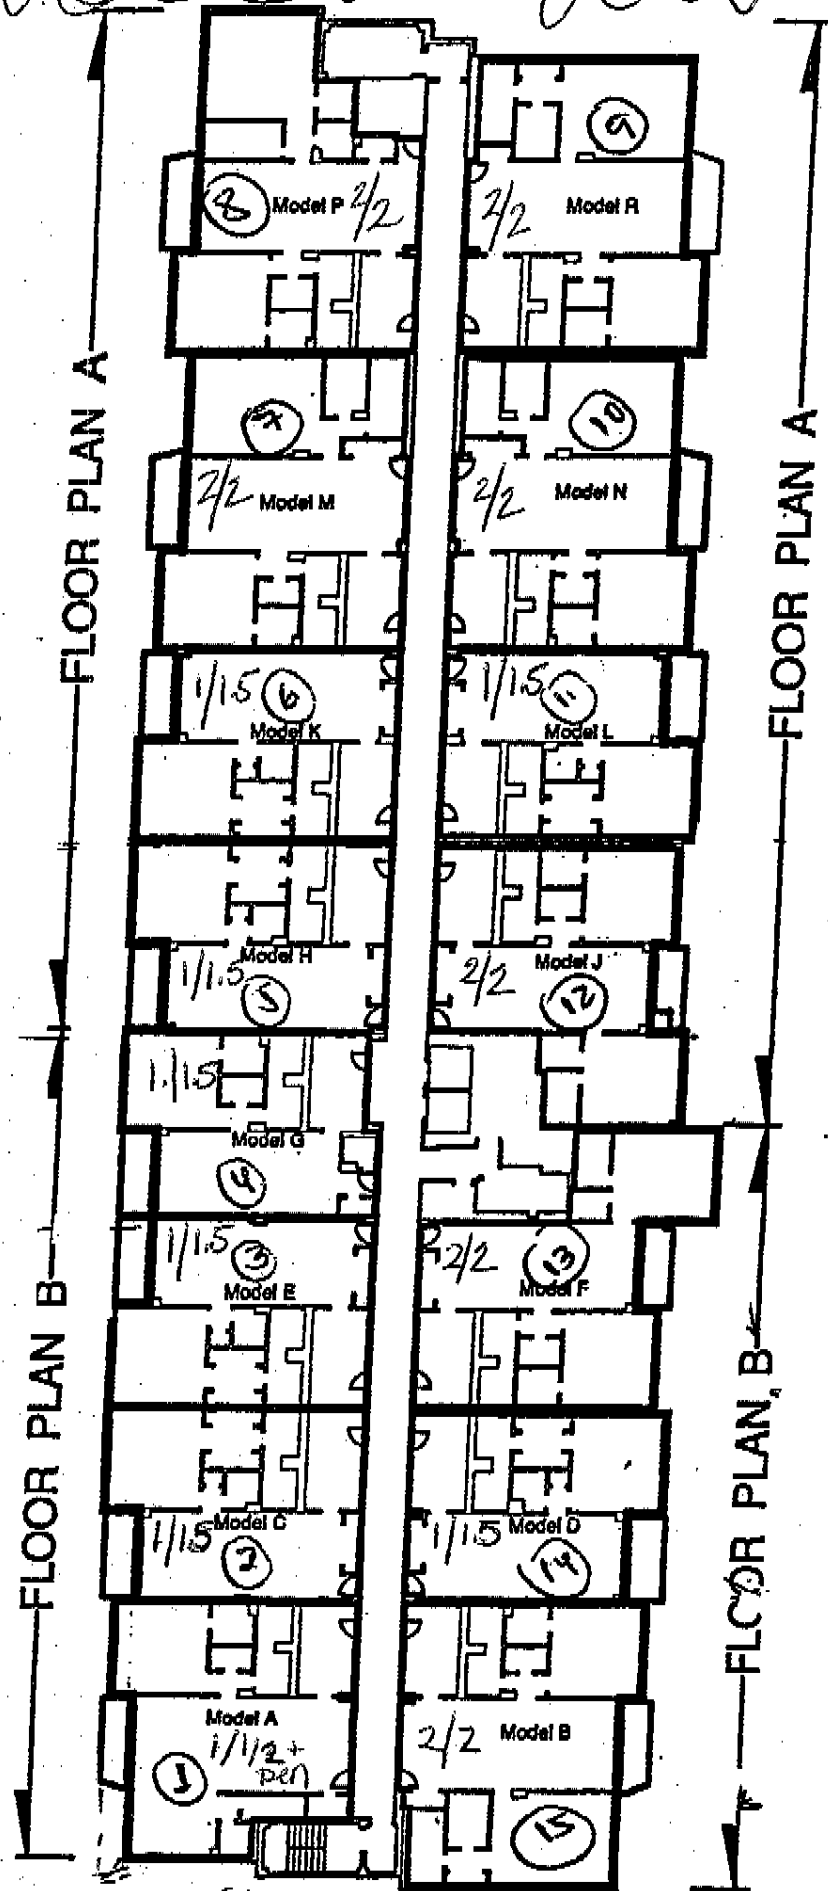 9
8
Model P
2/2
2/2
Model R
FLOOR PLAN A
7
10
2/2
Model M
2/2
Model N
FLOOR PLAN A
1/1.5
6
1/1.5
11
Model K
Model L
Model H
1/1.5
5
Model J
2/2
12
1./1.5
Model G
4
1/1.5
3
Model E
2/2
13
Model F
FLOOR PLAN B
FLOOR PLAN B
Model C
1/1.5
2
Model D
1/1.5
14
Model A
1/1/2 +
pen
1
Model B
2/2
15